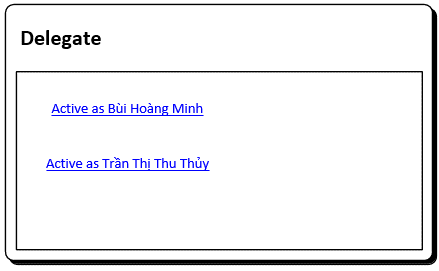 Delegate
Active as Bùi Hoàng Minh
Active as Trần Thị Thu Thủy